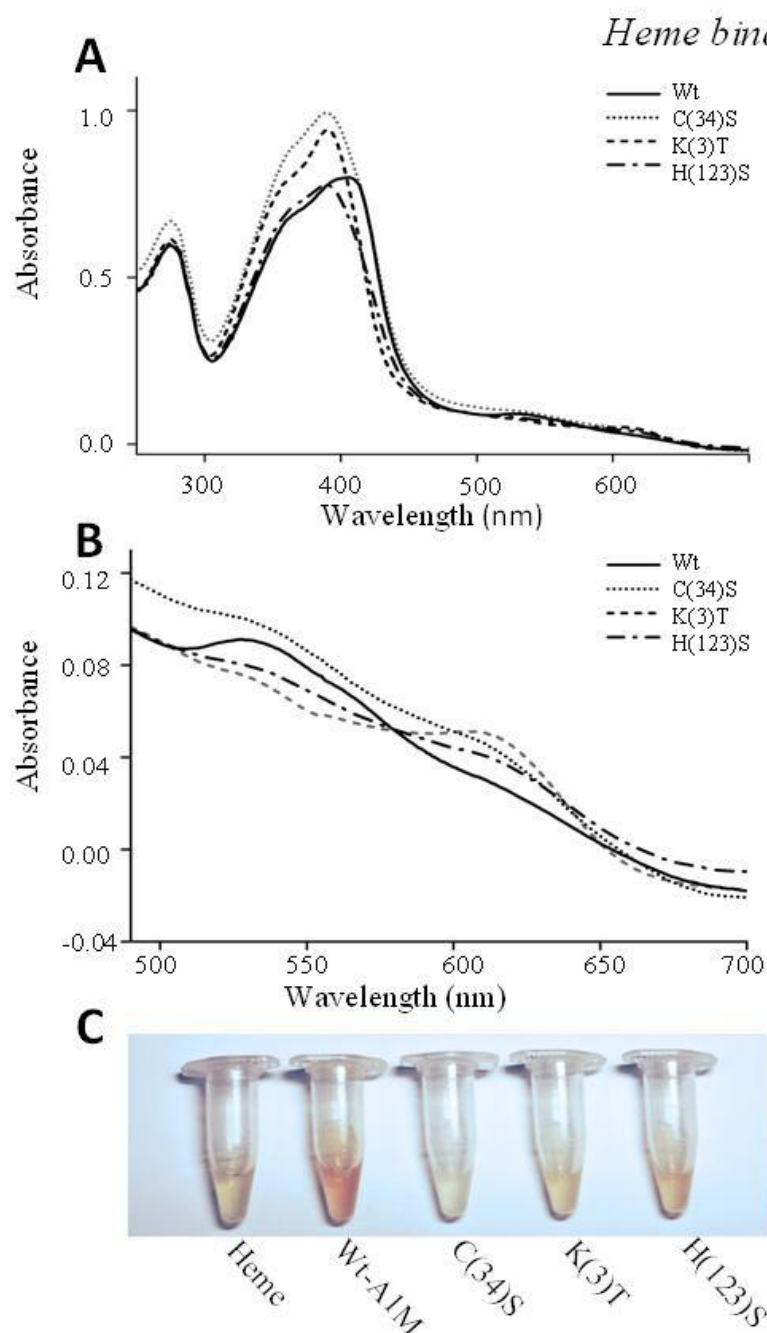 Heme bind
A
Wt
C(34)S
K(3)T
H(123)S
1.0
0.5
0.0
Absorbance
300 400 500 600
Wavelength (nm)
B
Wt
C(34)S
K(3)T
H(123)S
0.12
0.08
0.04
0.00
-0.04
Absorbance
500 550 600 650 700
Wavelength (nm)
C
Heme
Wt-A1M
C(34)S
K(3)T
H(123)S